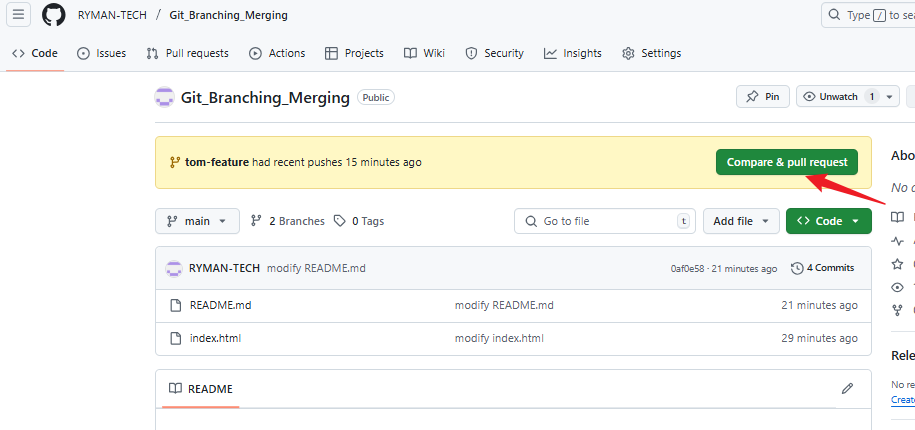 RYMAN-TECH / Git_Branching_Merging
Type / to sea
Code Issues Pull requests Actions Projects Wiki Security Insights Settings
Git_Branching_Merging Public
Pin Unwatch 1
tom-feature had recent pushes 15 minutes ago
Compare & pull request
Abo
No d
main 2 Branches 0 Tags
Go to file t
Add file
<> Code
RYMAN-TECH modify README.md
0af0e58 · 21 minutes ago
4 Commits
README.md modify README.md 21 minutes ago
index.html modify index.html 29 minutes ago
Rele
README
No re
Create